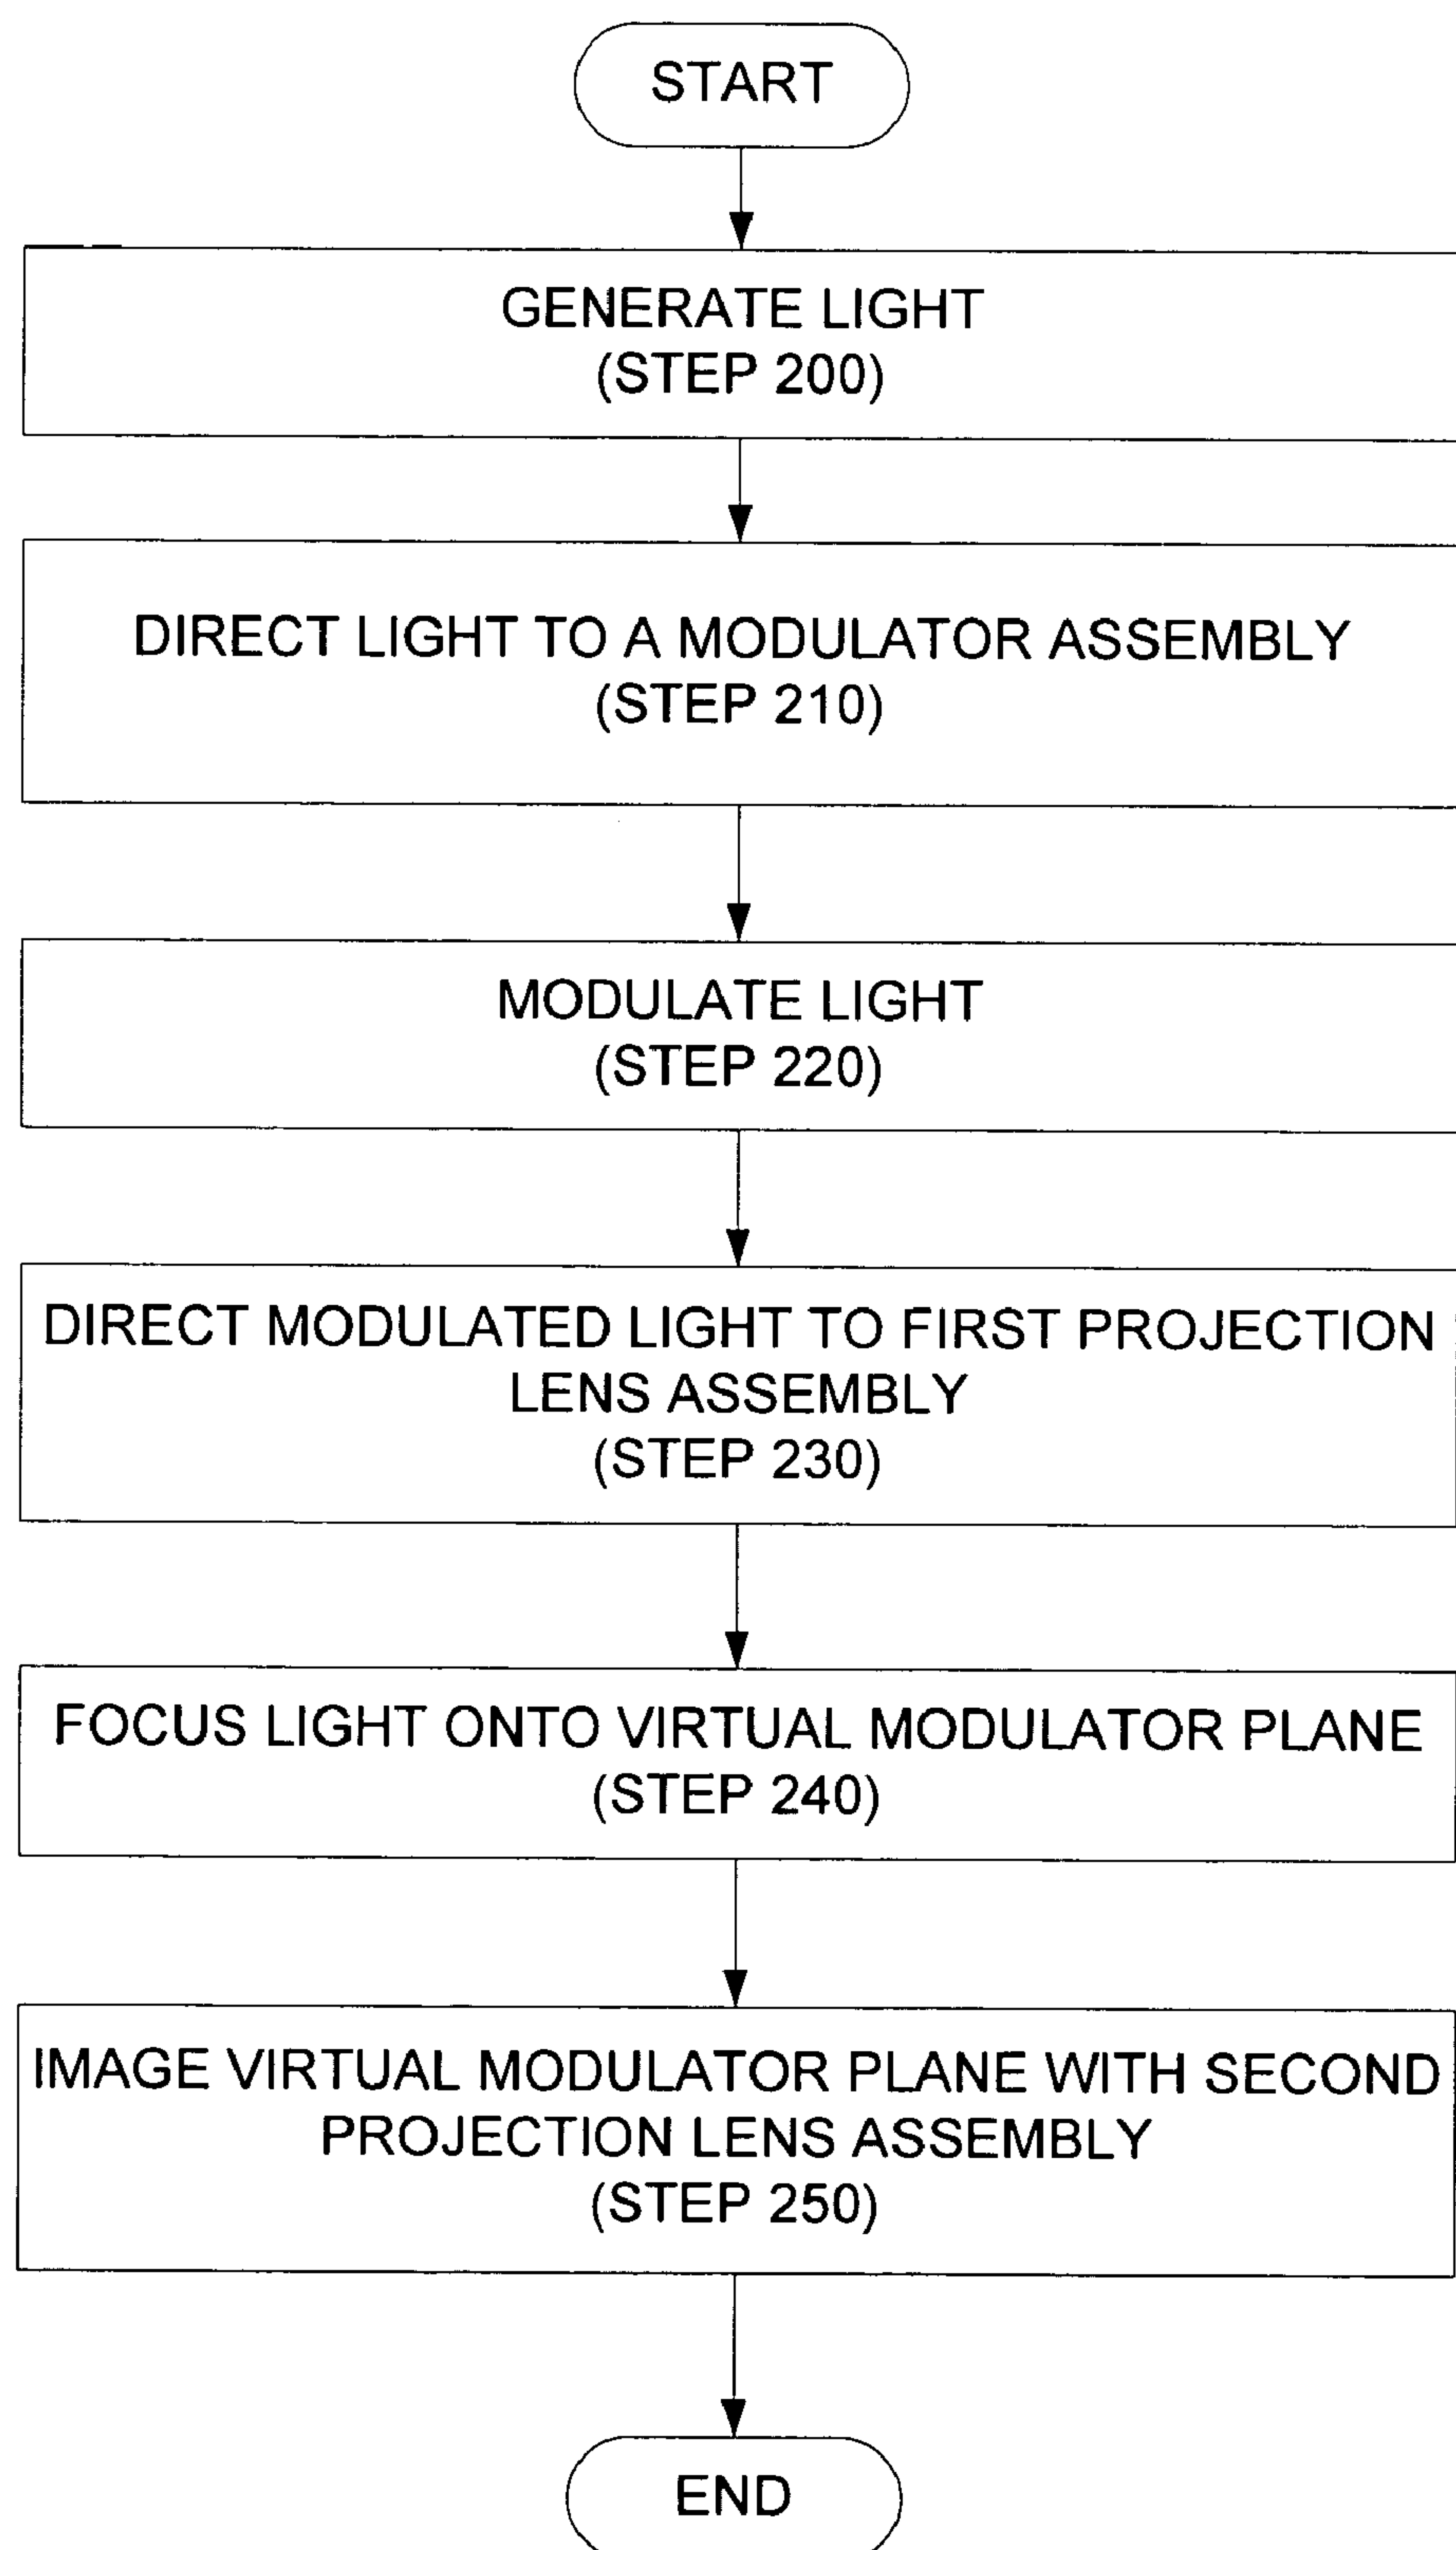 START
GENERATE LIGHT
(STEP 200)
DIRECT LIGHT TO A MODULATOR ASSEMBLY
(STEP 210)
MODULATE LIGHT
(STEP 220)
DIRECT MODULATED LIGHT TO FIRST PROJECTION
LENS ASSEMBLY
(STEP 230)
FOCUS LIGHT ONTO VIRTUAL MODULATOR PLANE
(STEP 240)
IMAGE VIRTUAL MODULATOR PLANE WITH SECOND
PROJECTION LENS ASSEMBLY
(STEP 250)
END